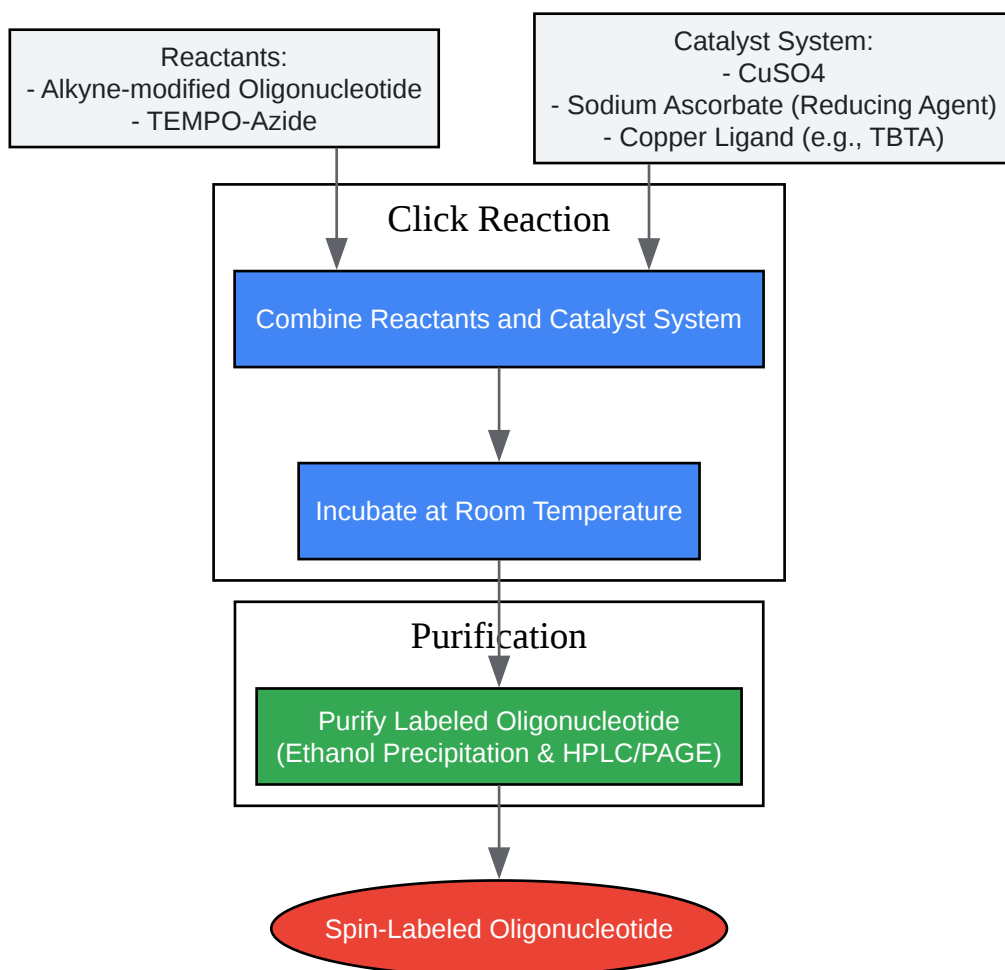 Reactants:
- Alkyne-modified Oligonucleotide
- TEMPO-Azide
Catalyst System:
- CuSO4
- Sodium Ascorbate (Reducing Agent)
- Copper Ligand (e.g., TBTA)
Click Reaction
Combine Reactants and Catalyst System
Incubate at Room Temperature
Purification
Purify Labeled Oligonucleotide
(Ethanol Precipitation & HPLC/PAGE)
Spin-Labeled Oligonucleotide